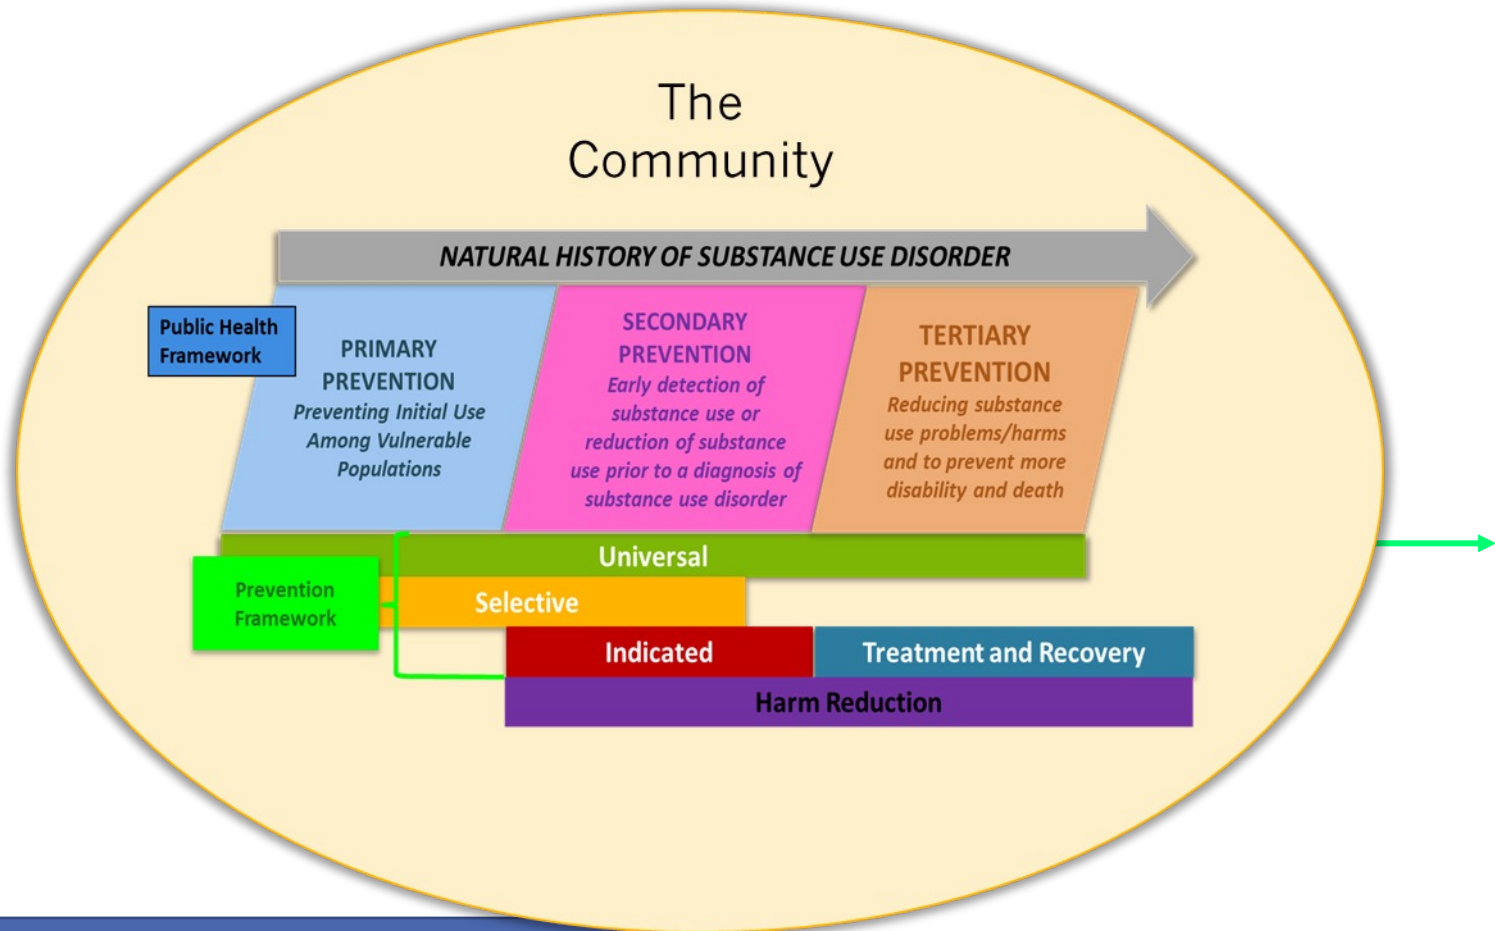 The
Community
NATURAL HISTORY OF SUBSTANCE USE DISORDER
Public Health
Framework
PRIMARY
PREVENTION
Preventing Initial Use
Among Vulnerable
Populations
SECONDARY
PREVENTION
Early detection of
substance use or
reduction of substance
use prior to a diagnosis of
substance use disorder
TERTIARY
PREVENTION
Reducing substance
use problems/harms
and to prevent more
disability and death
Universal
Prevention
Framework
Selective
Indicated
Treatment and Recovery
Harm Reduction